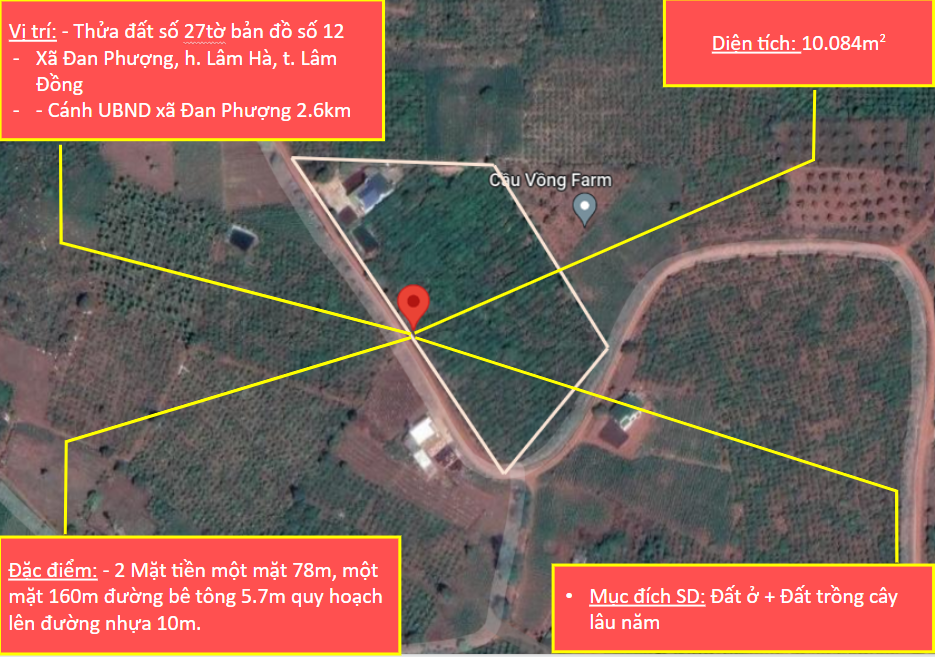 Vị trí: - Thửa đất số 27tờ bản đồ số 12
- Xã Đan Phượng, h. Lâm Hà, t. Lâm
Đồng
- - Cánh UBND xã Đan Phượng 2.6km
Diên tích: 10.084m²
Cầu Vồng Farm
Đặc điểm: - 2 Mặt tiền một mặt 78m, một
mặt 160m đường bê tông 5.7m quy hoạch
lên đường nhựa 10m.
• Mục đích SD: Đất ở + Đất trồng cây
lâu năm